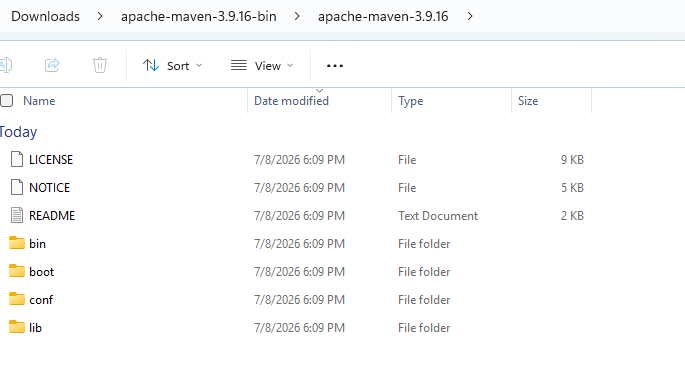 Downloads > apache-maven-3.9.16-bin > apache-maven-3.9.16 >
Sort View ...
Name Date modified Type Size
Today
LICENSE 7/8/2026 6:09 PM File 9 KB
NOTICE 7/8/2026 6:09 PM File 5 KB
README 7/8/2026 6:09 PM Text Document 2 KB
bin 7/8/2026 6:09 PM File folder
boot 7/8/2026 6:09 PM File folder
conf 7/8/2026 6:09 PM File folder
lib 7/8/2026 6:09 PM File folder